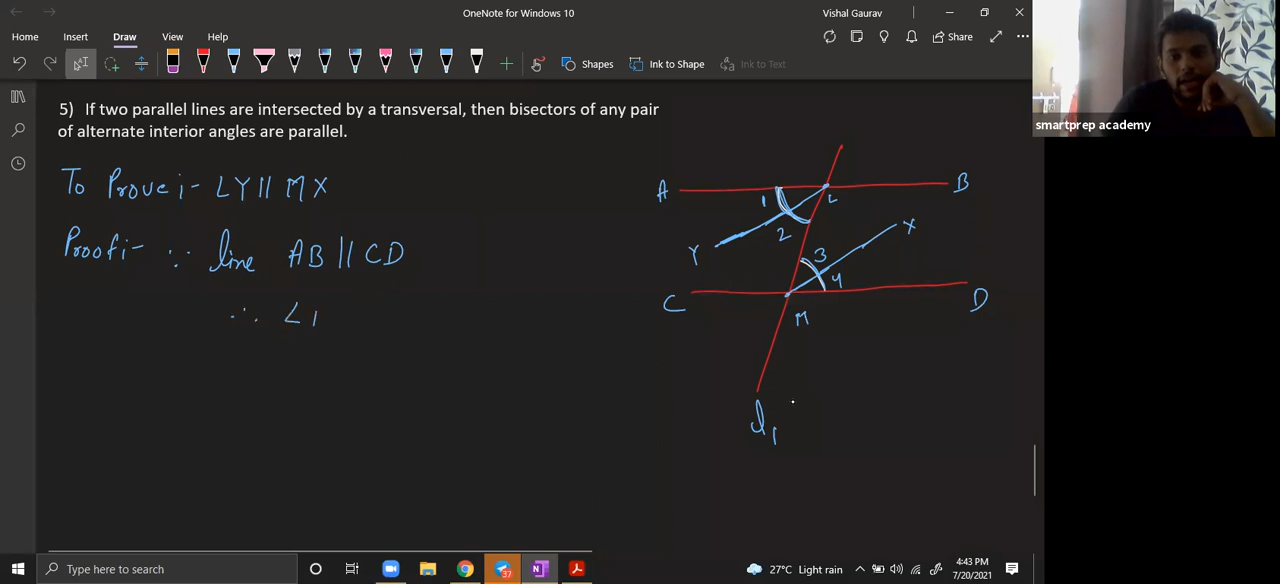 OneNote for Windows 10
Vishal Gaurav
Home Insert Draw View Help
Share
Shapes
Ink to Shape
Ink to Text
smartprep academy
5) If two parallel lines are intersected by a transversal, then bisectors of any pair
of alternate interior angles are parallel.
To Prove :- LY || MX
Proof :- ∵ line AB || CD
∴ ∠1
A B
1 L
2
Y X
3
4
C D
M
l1
Type here to search
37
27°C Light rain
4:43 PM
7/20/2021